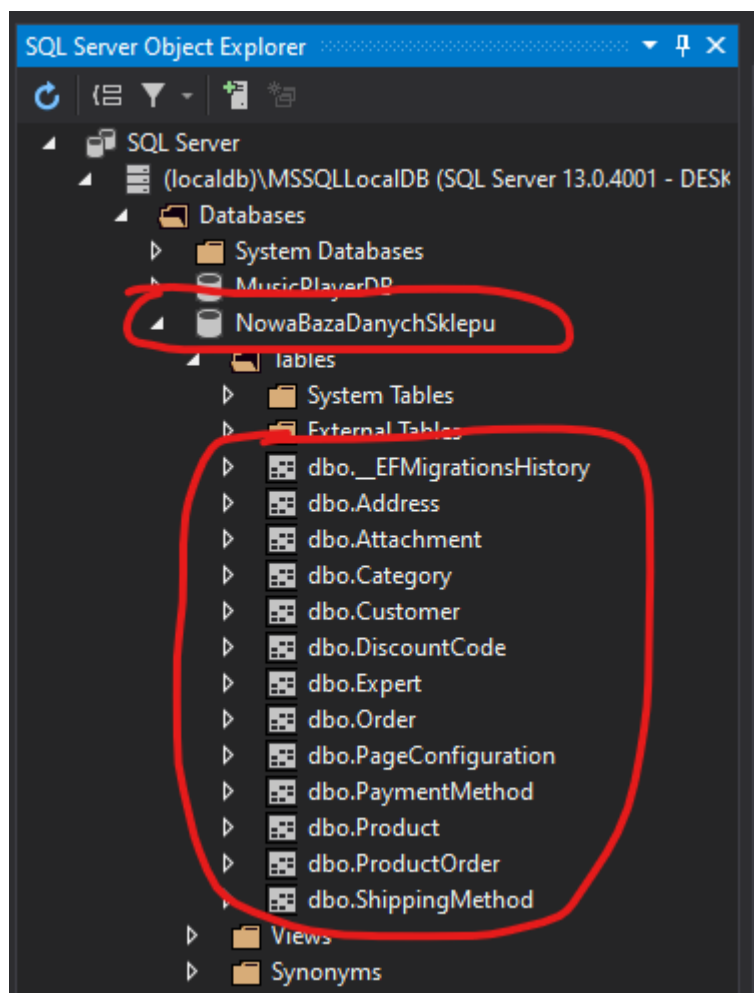 SQL Server Object Explorer
SQL Server
(localdb)\MSSQLLocalDB (SQL Server 13.0.4001 - DESK
Databases
System Databases
MusicPlayerDB
NowaBazaDanychSklepu
Tables
System Tables
External Tables
dbo.__EFMigrationsHistory
dbo.Address
dbo.Attachment
dbo.Category
dbo.Customer
dbo.DiscountCode
dbo.Expert
dbo.Order
dbo.PageConfiguration
dbo.PaymentMethod
dbo.Product
dbo.ProductOrder
dbo.ShippingMethod
Views
Synonyms